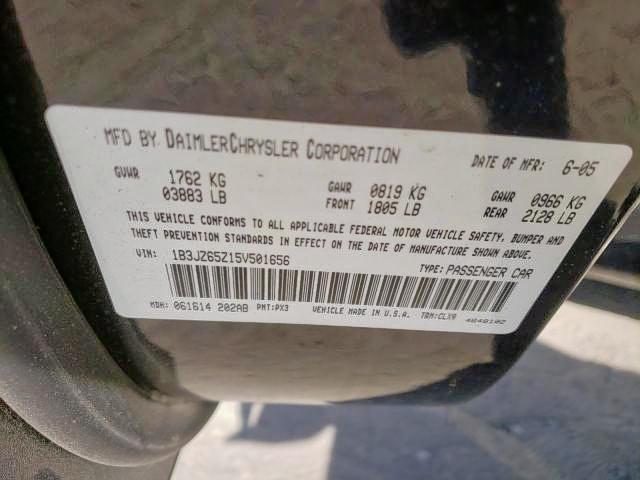 MFD BY DAIMLERCHRYSLER CORPORATION DATE OF MFR: 6-05
GVWR 1762 KG GAWR 0819 KG GAWR 0966 KG
03883 LB FRONT 1805 LB REAR 2128 LB
THIS VEHICLE CONFORMS TO ALL APPLICABLE FEDERAL MOTOR VEHICLE SAFETY, BUMPER AND
THEFT PREVENTION STANDARDS IN EFFECT ON THE DATE OF MANUFACTURE SHOWN ABOVE.
VIN: 1B3JZ65Z15V501656 TYPE: PASSENGER CAR
MDH: 061614 202AB PNT:PX3 VEHICLE MADE IN U.S.A. TRM:CLX9 4648102